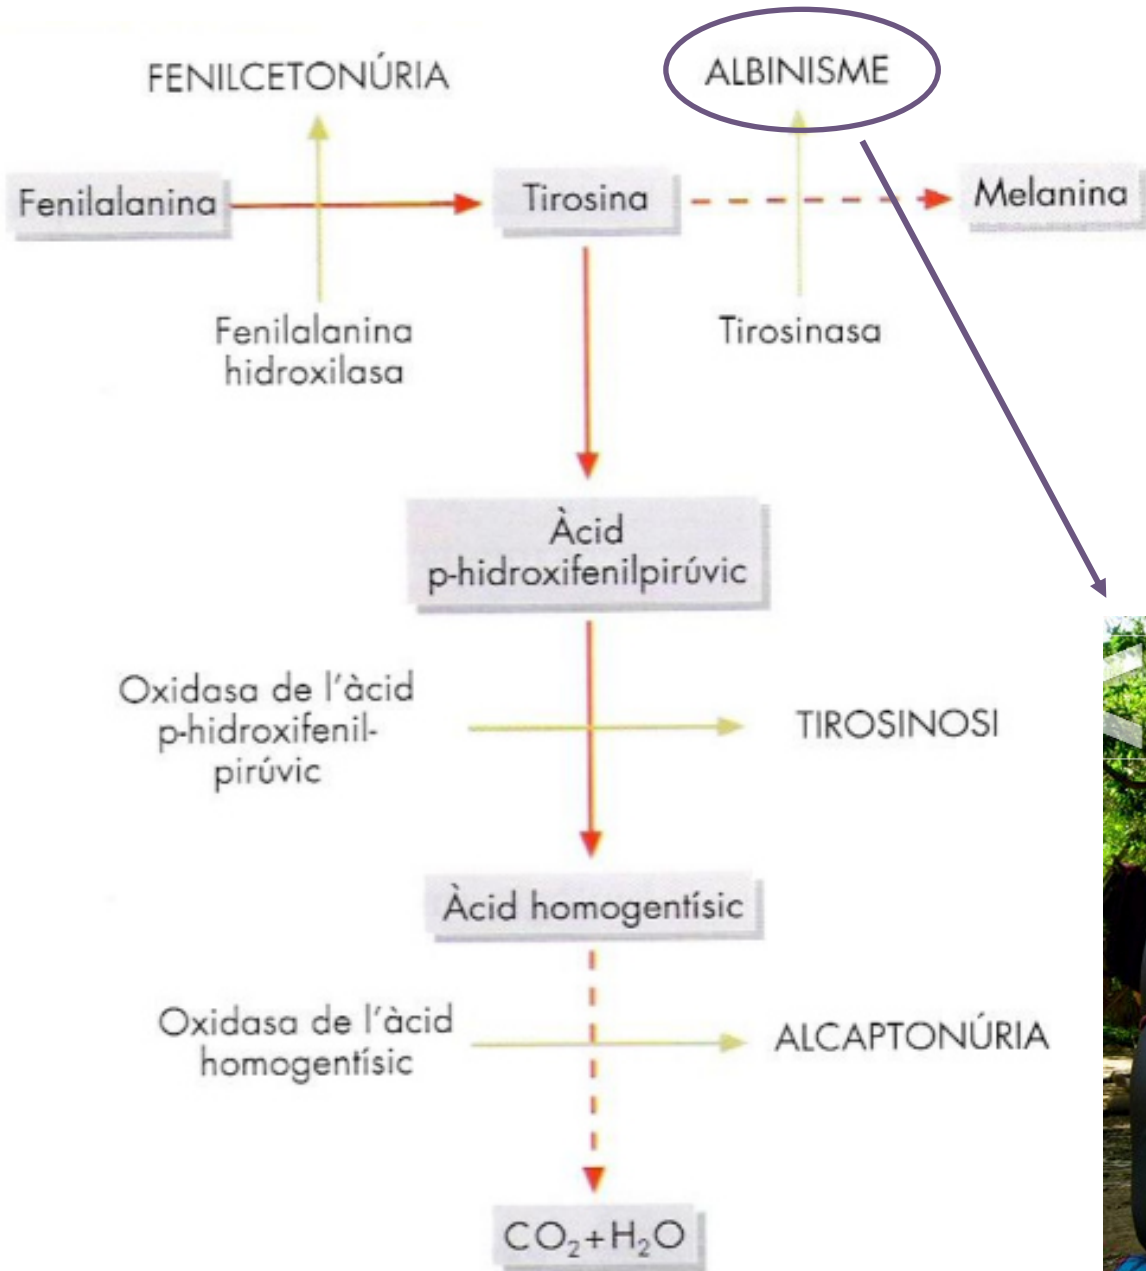 FENILCETONÚRIA
ALBINISME
Fenilalanina
Tirosina
Melanina
Fenilalanina
hidroxilasa
Tirosinasa
Àcid
p-hidroxifenilpirúvic
Oxidasa de l'àcid
p-hidroxifenil-
pirúvic
TIROSINOSI
Àcid homogentísic
Oxidasa de l'àcid
homogentísic
ALCAPTONÚRIA
CO₂+H₂O